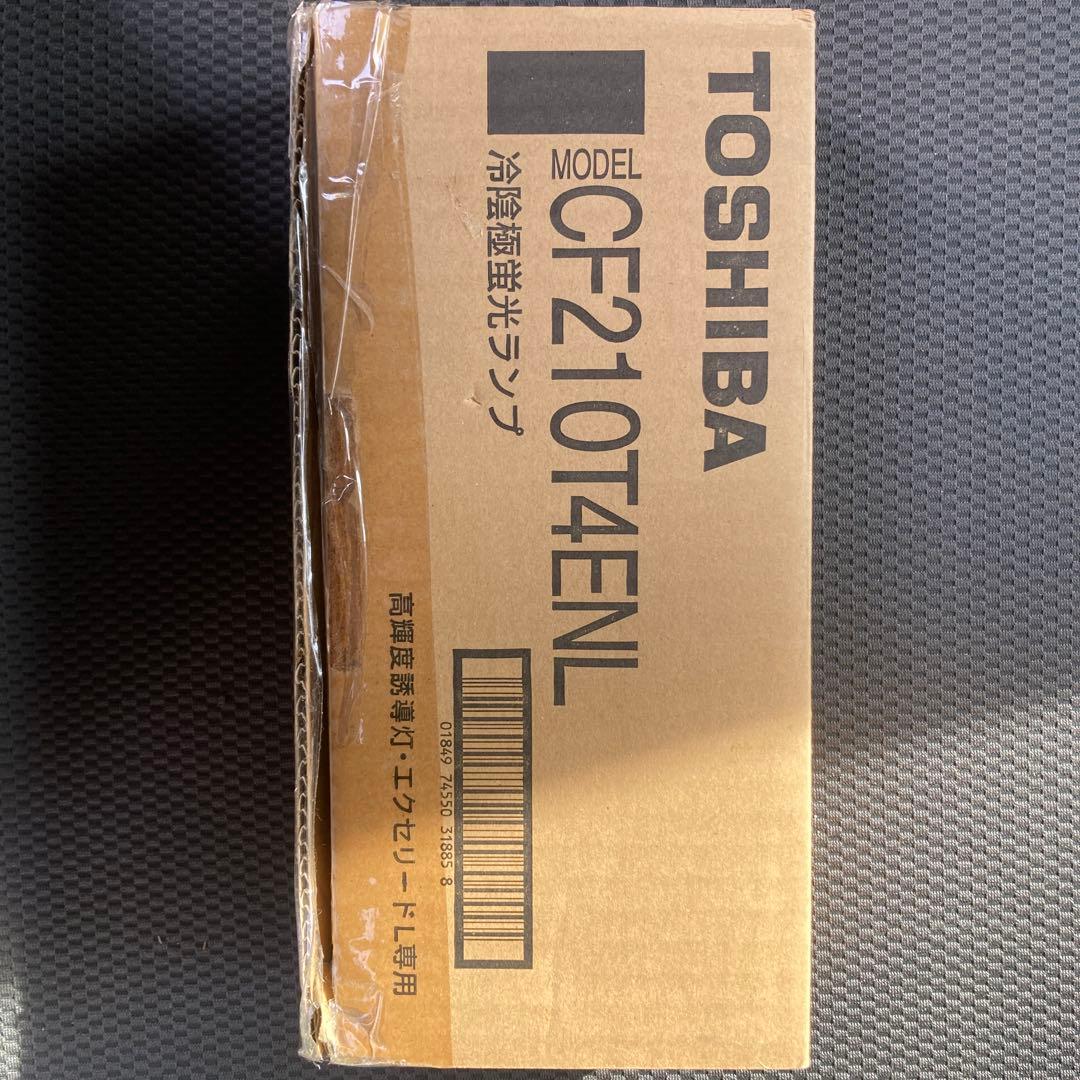 TOSHIBA
MODEL CF210T4ENL
冷陰極蛍光ランプ
01849 74550 31885 8
高輝度誘導灯・エクセリードL専用